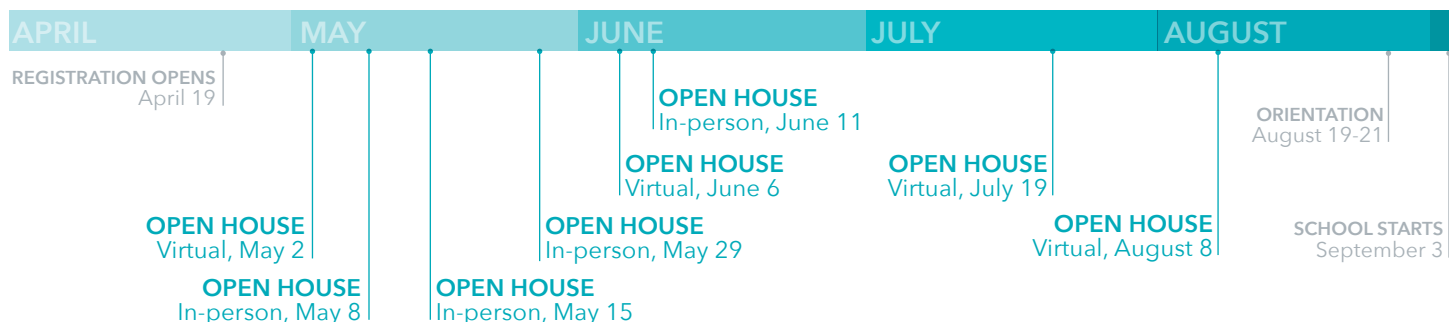 APRIL
MAY
JUNE
JULY
AUGUST
REGISTRATION OPENS
April 19
OPEN HOUSE
Virtual, May 2
OPEN HOUSE
In-person, May 8
OPEN HOUSE
In-person, May 15
OPEN HOUSE
In-person, May 29
OPEN HOUSE
Virtual, June 6
OPEN HOUSE
In-person, June 11
OPEN HOUSE
Virtual, July 19
OPEN HOUSE
Virtual, August 8
ORIENTATION
August 19-21
SCHOOL STARTS
September 3